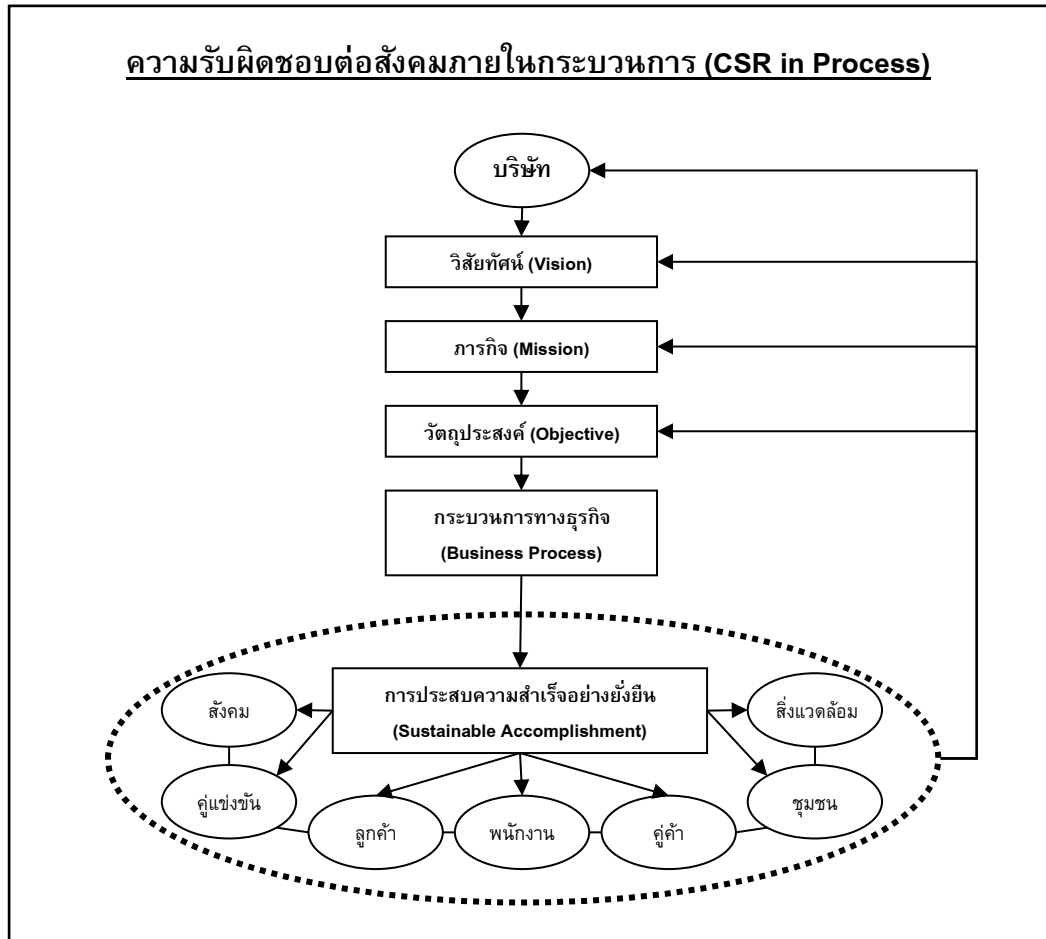 ความรับผิดชอบต่อสังคมภายในกระบวนการ (CSR in Process)
บริษัท
วิสัยทัศน์ (Vision)
ภารกิจ (Mission)
วัตถุประสงค์ (Objective)
กระบวนการทางธุรกิจ
(Business Process)
การประสบความสำเร็จอย่างยั่งยืน
(Sustainable Accomplishment)
สังคม
สิ่งแวดล้อม
คู่แข่งขัน
ชุมชน
ลูกค้า
พนักงาน
คู่ค้า